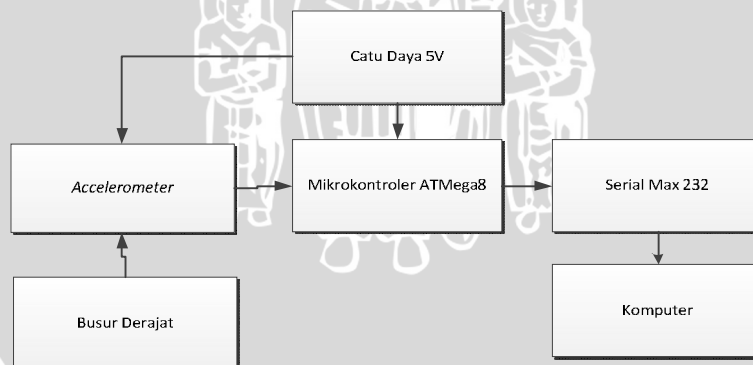 Catu Daya 5V
Accelerometer
Mikrokontroler ATMega8
Serial Max 232
Busur Derajat
Komputer